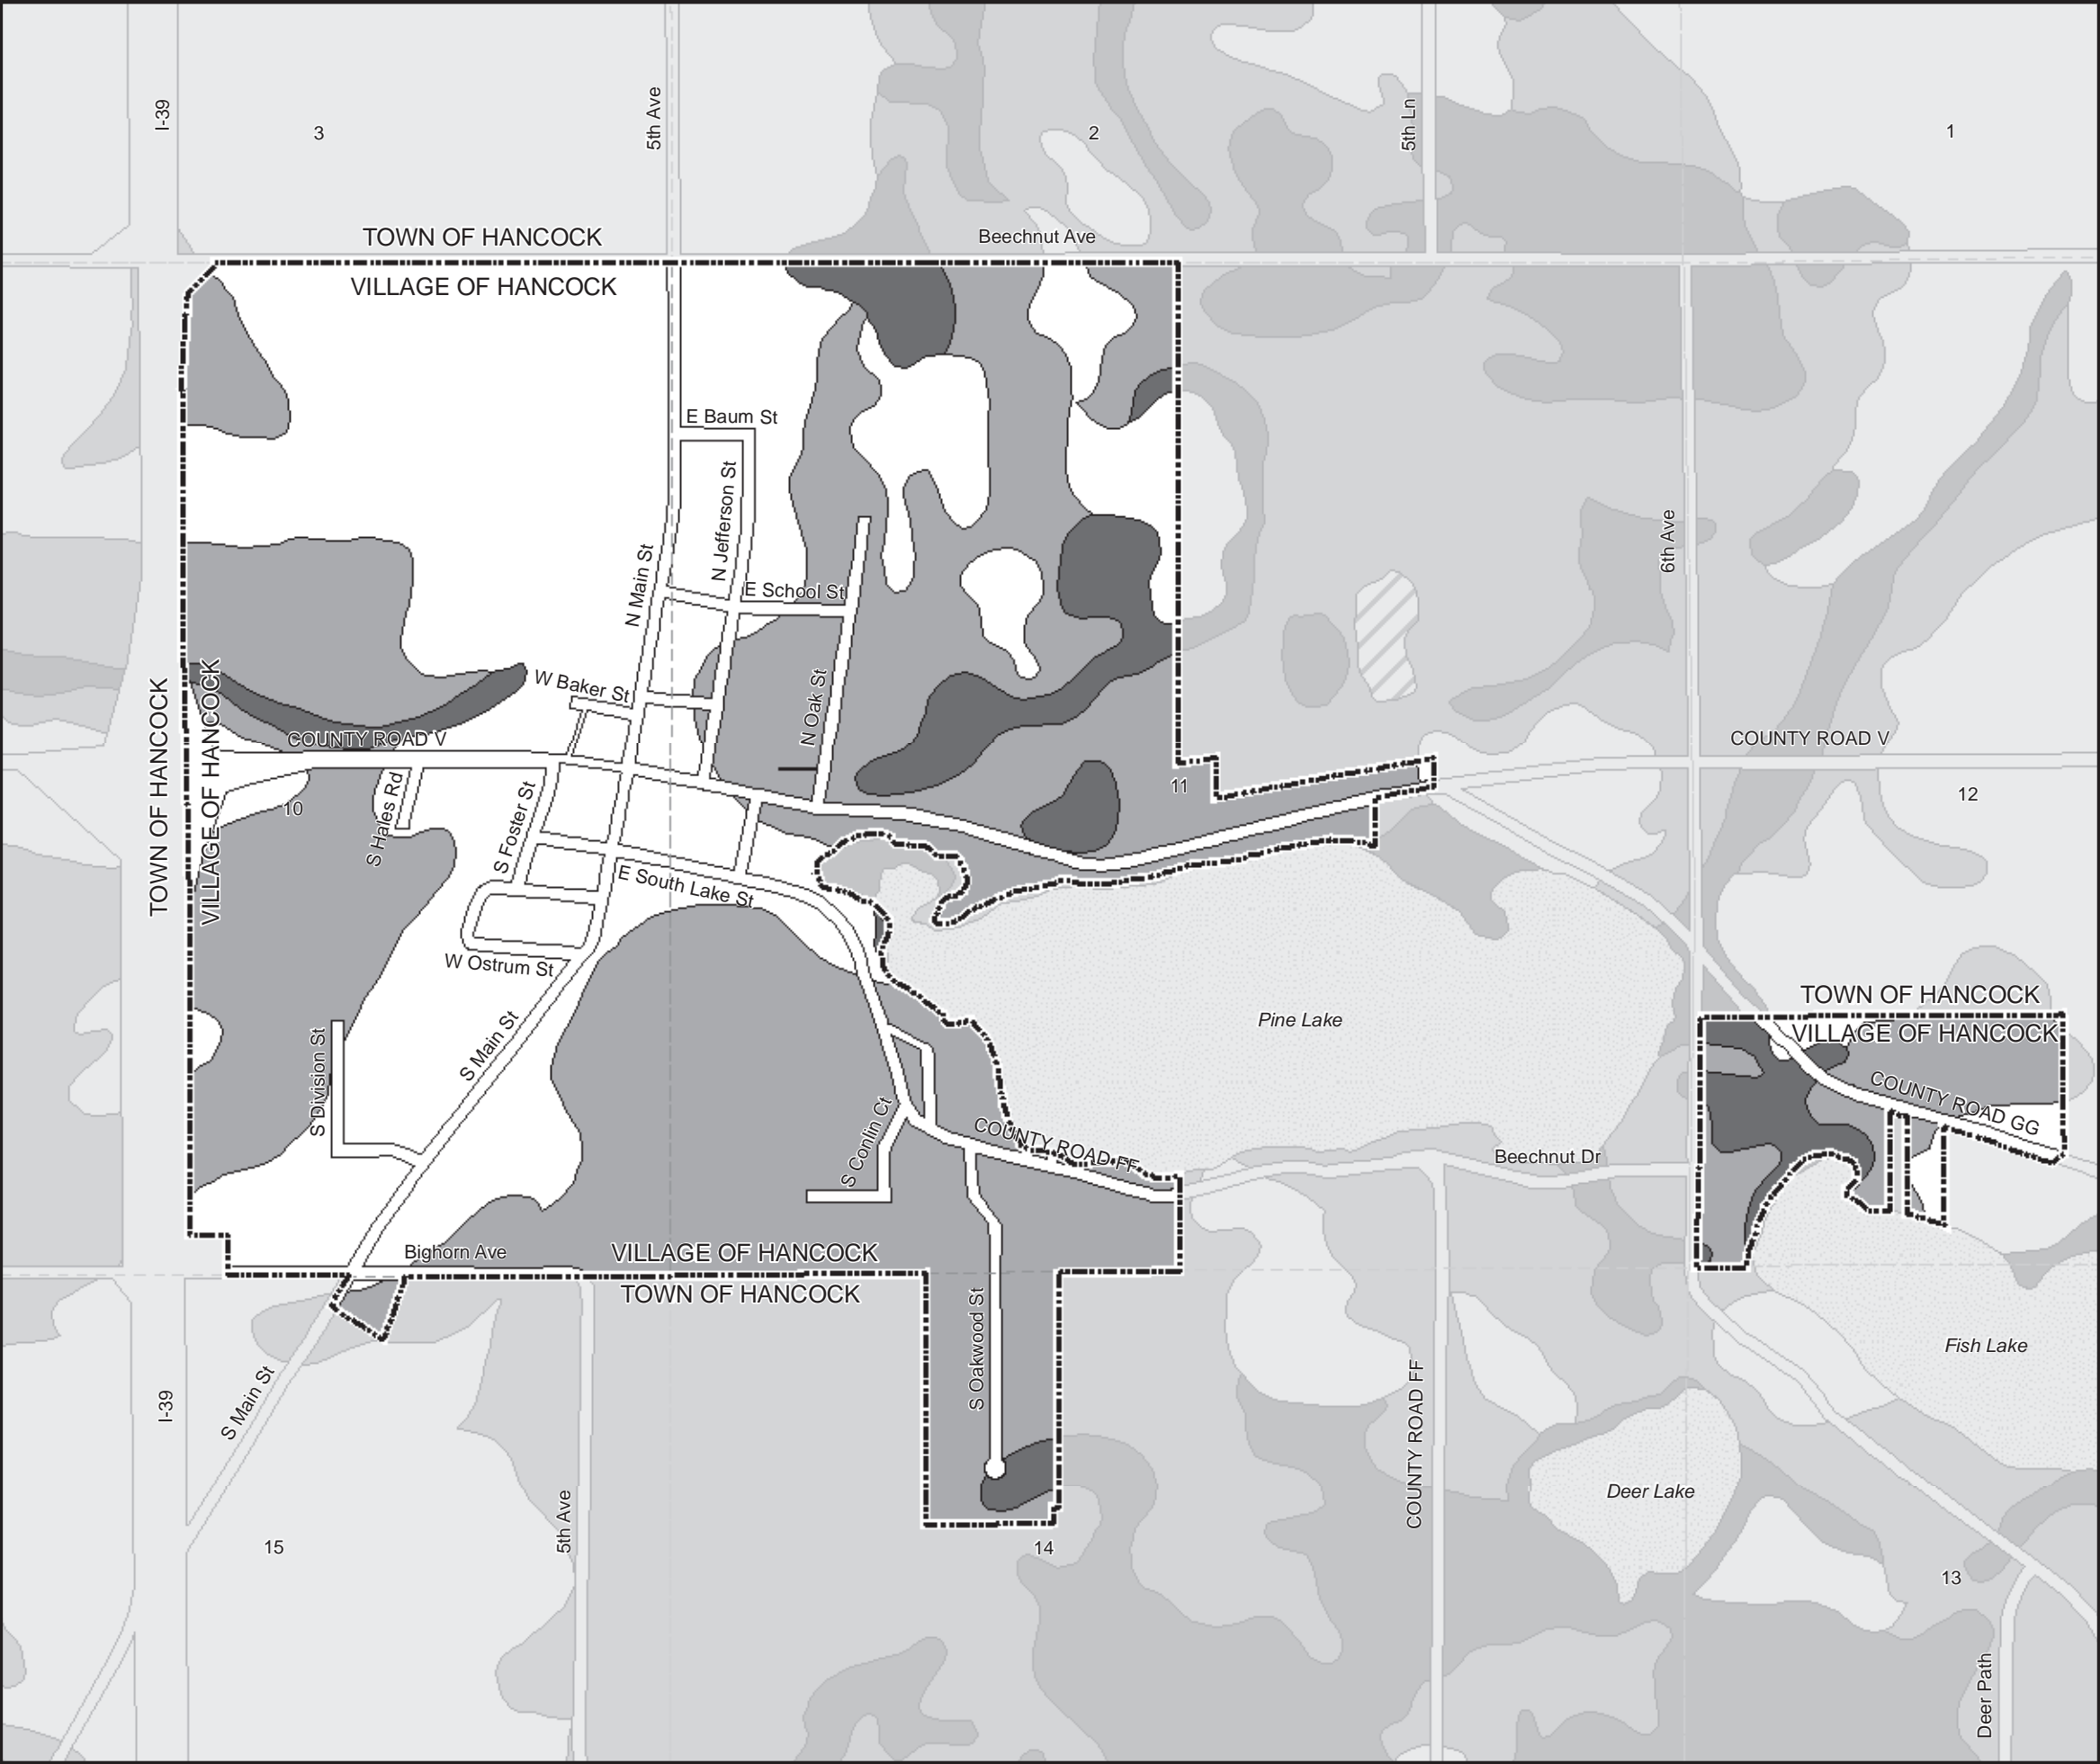 I-39
3
5th Ave
2
5th Ln
1
TOWN OF HANCOCK
Beechnut Ave
VILLAGE OF HANCOCK
E Baum St
N Jefferson St
N Main St
E School St
6th Ave
W Baker St
N Oak St
TOWN OF HANCOCK
VILLAGE OF HANCOCK
COUNTY ROAD V
COUNTY ROAD V
10
11
12
S Hales Rd
S Foster St
E South Lake St
W Ostrum St
TOWN OF HANCOCK
VILLAGE OF HANCOCK
Pine Lake
S Main St
S Division St
COUNTY ROAD GG
S Conlin Ct
COUNTY ROAD FF
Beechnut Dr
Bighorn Ave
VILLAGE OF HANCOCK
TOWN OF HANCOCK
S Oakwood St
Fish Lake
I-39
S Main St
COUNTY ROAD FF
Deer Lake
5th Ave
15
14
13
Deer Path